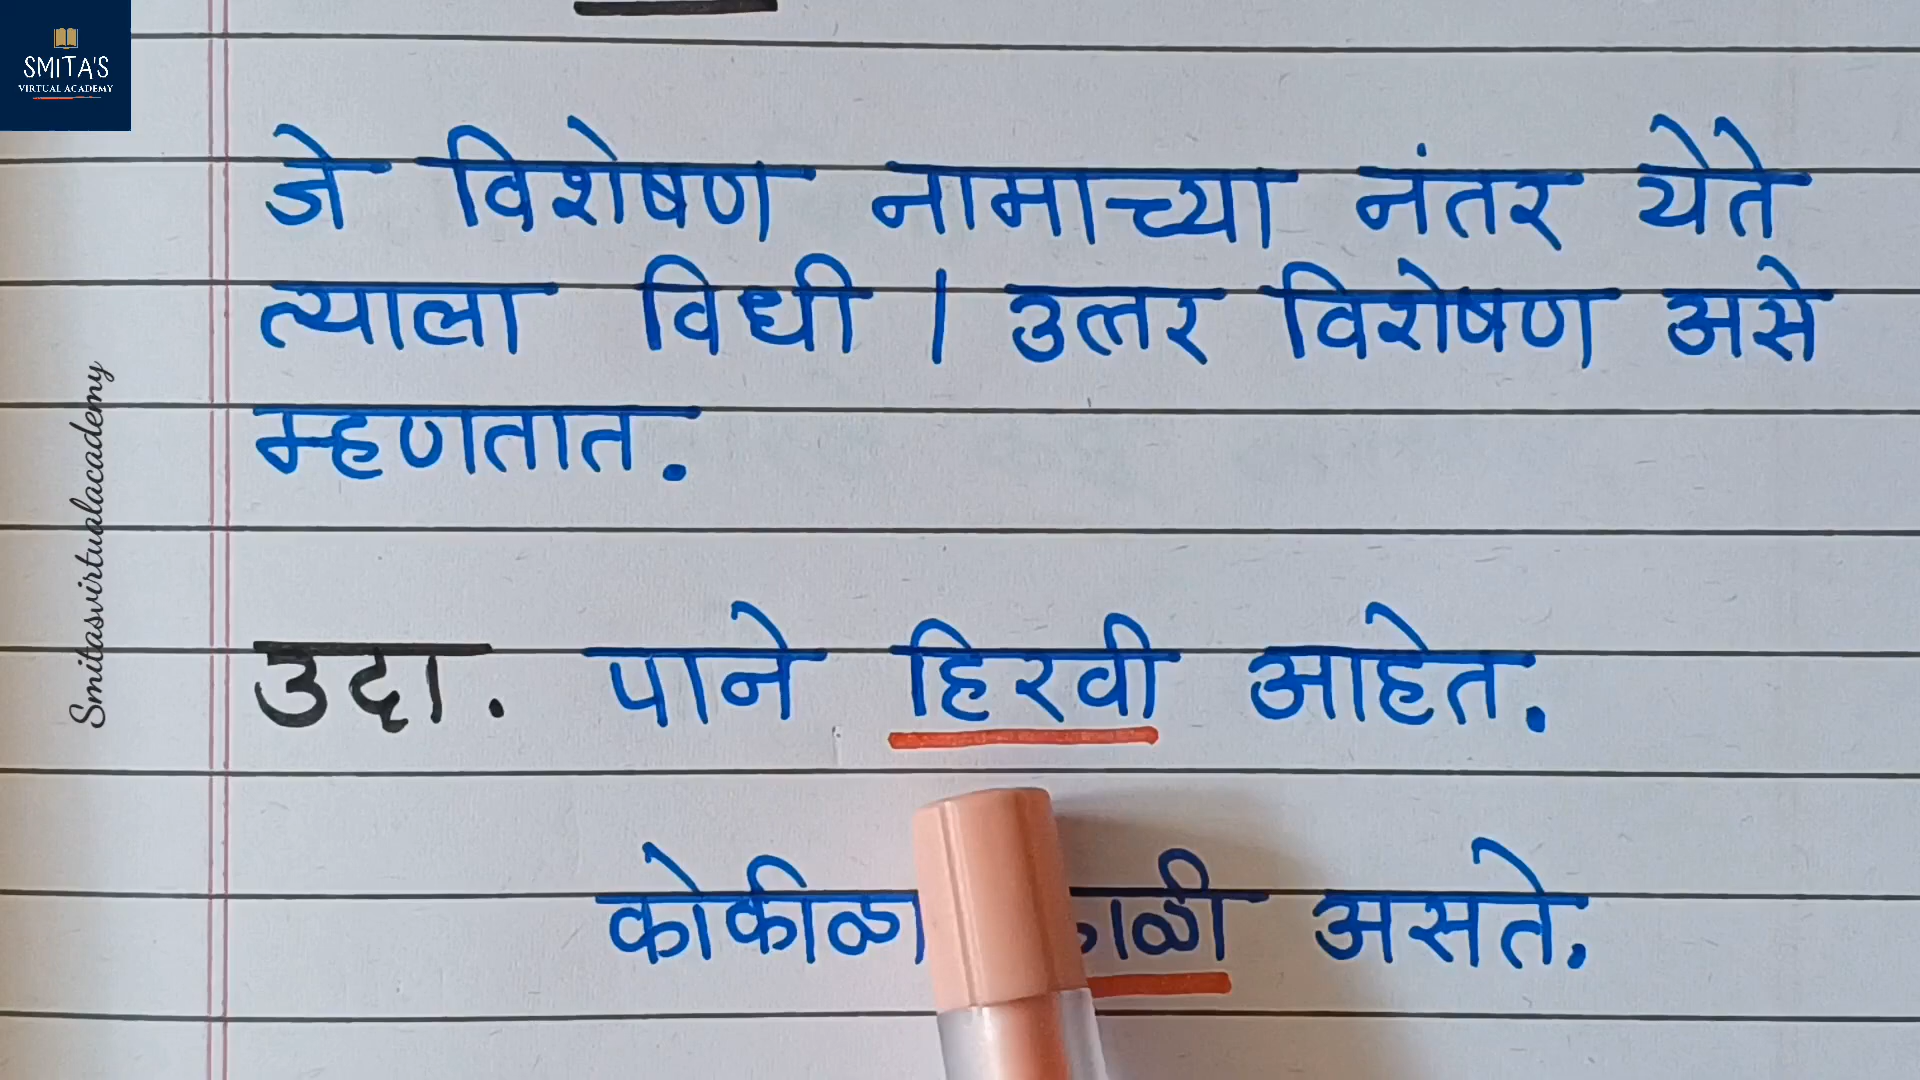 SMITA'S
VIRTUAL ACADEMY
जे विशेषण नामाच्या नंतर येते
त्याला विधी / उत्तर विशेषण असे
म्हणतात.
उदा. पाने हिरवी आहेत.
कोकीळा असते.
Smitasvirtualacademy